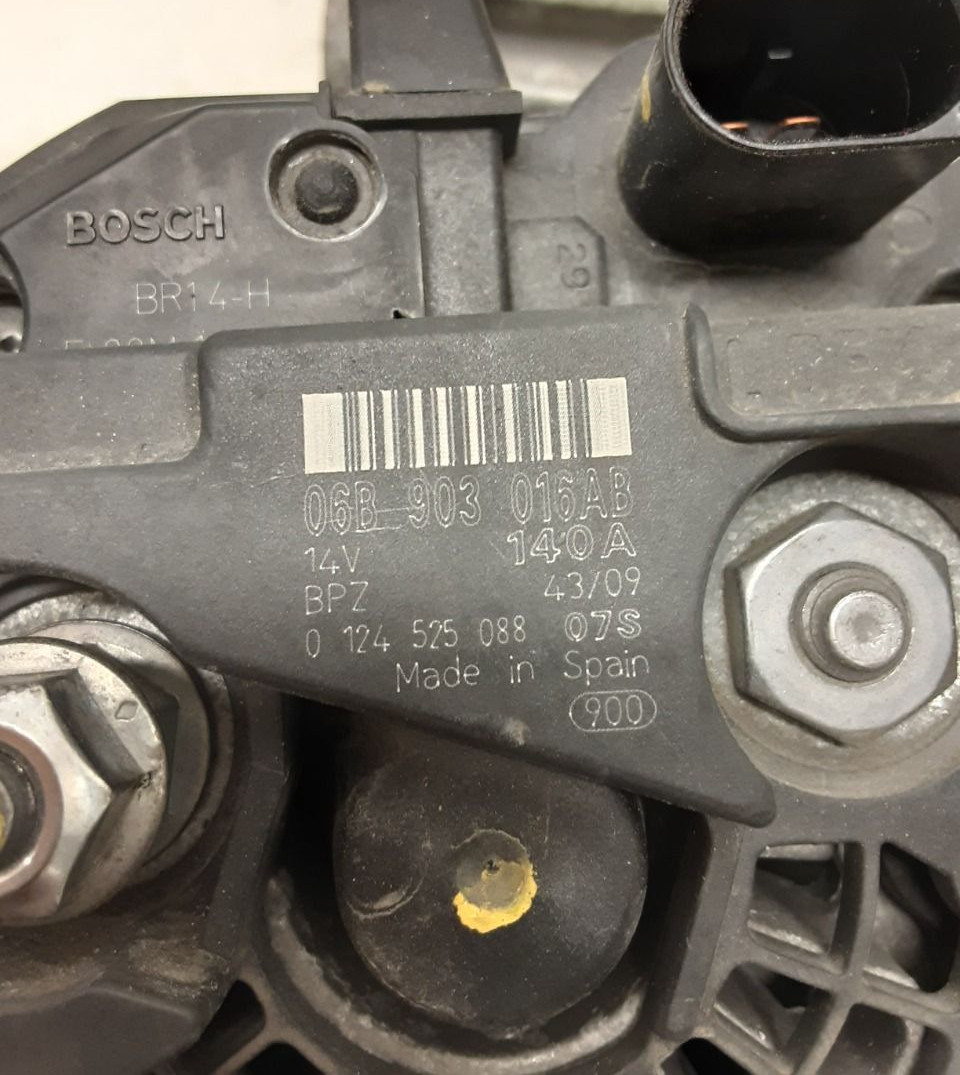 BOSCH
BR14-H
29
06B 903 016AB
14V 140A
BPZ 43/09
0 124 525 088 07S
Made in Spain
900